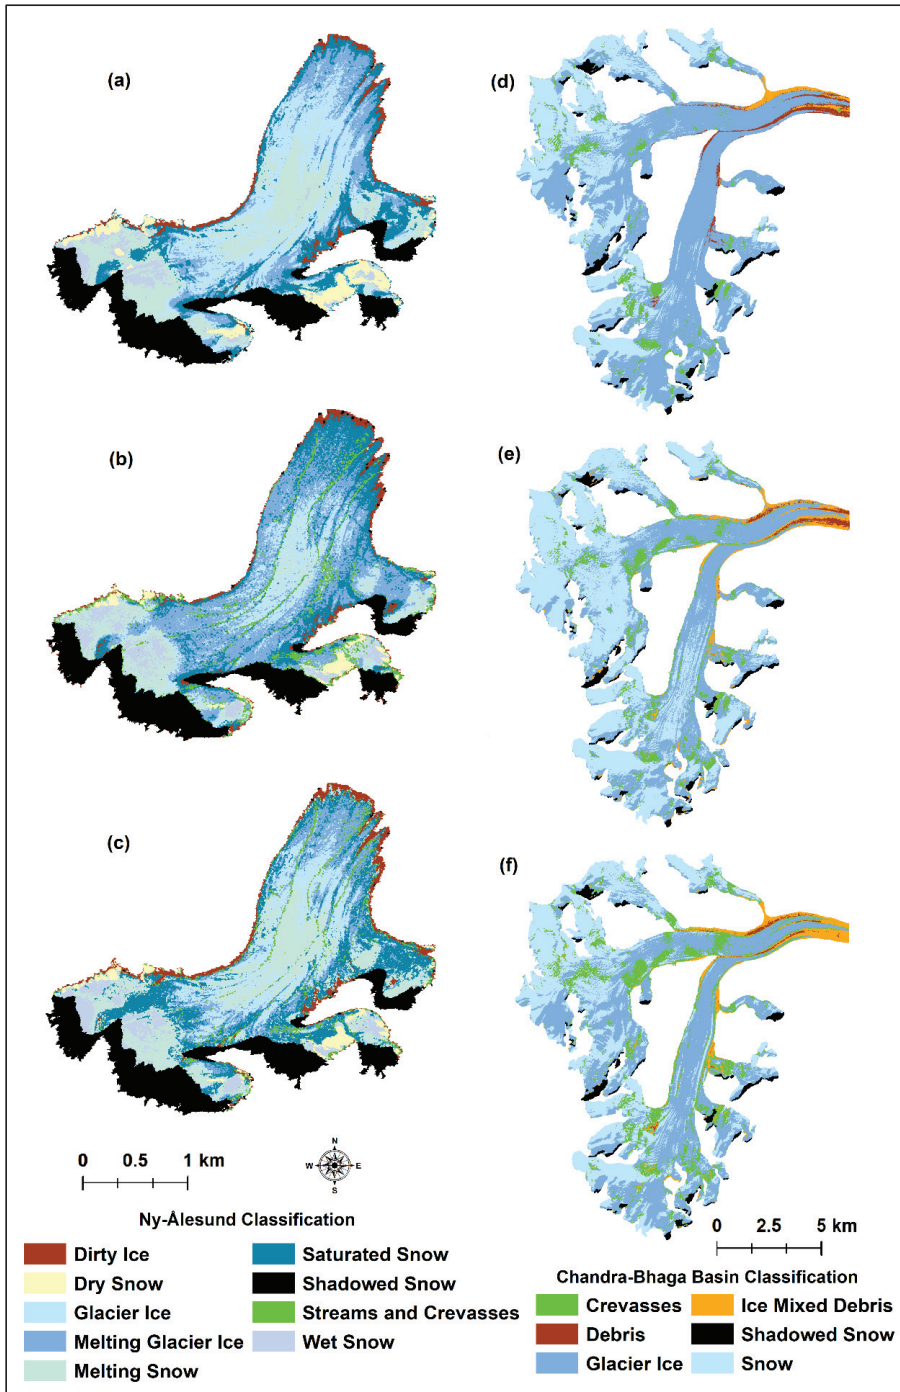 (a)
(d)
(b)
(e)
(c)
(f)
0 0.5 1 km
N
W E
S
0 2.5 5 km
Ny-Ålesund Classification
Dirty Ice
Dry Snow
Glacier Ice
Melting Glacier Ice
Melting Snow
Saturated Snow
Shadowed Snow
Streams and Crevasses
Wet Snow
Chandra-Bhaga Basin Classification
Crevasses
Debris
Glacier Ice
Ice Mixed Debris
Shadowed Snow
Snow